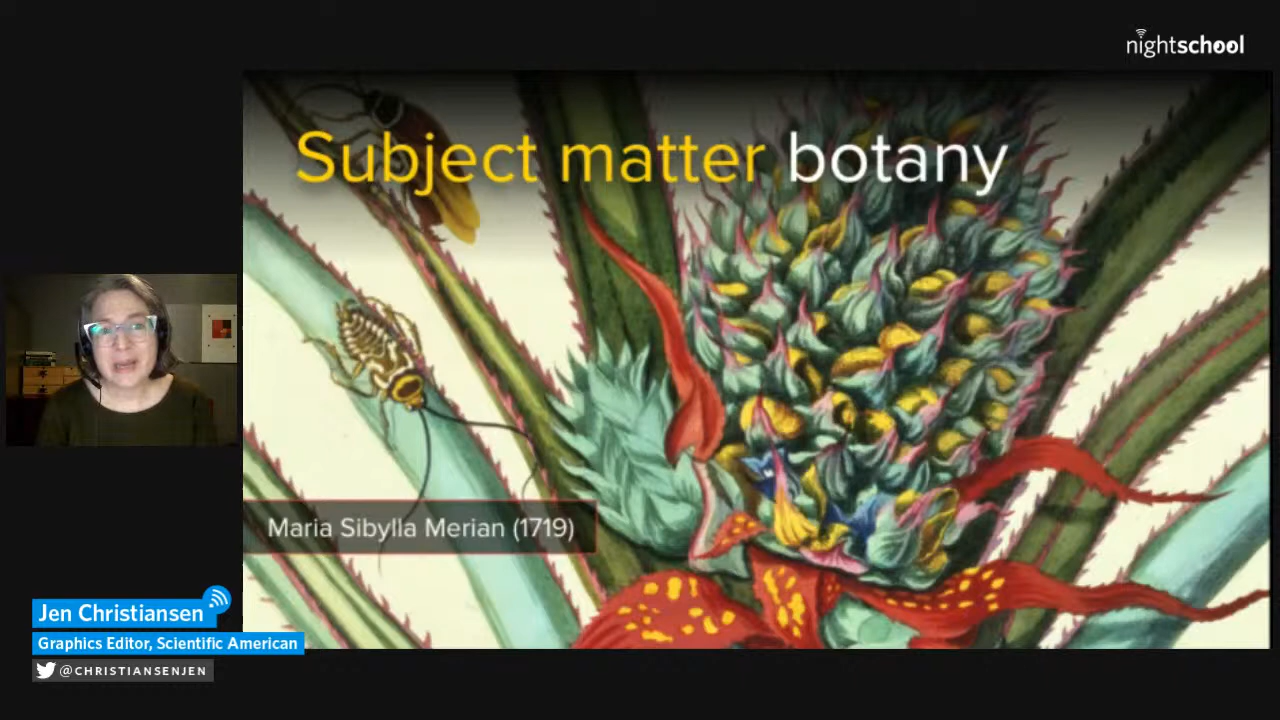 nightschool
Subject matter botany
Maria Sibylla Merian (1719)
Jen Christiansen
Graphics Editor, Scientific American
@CHRISTIANSENJEN